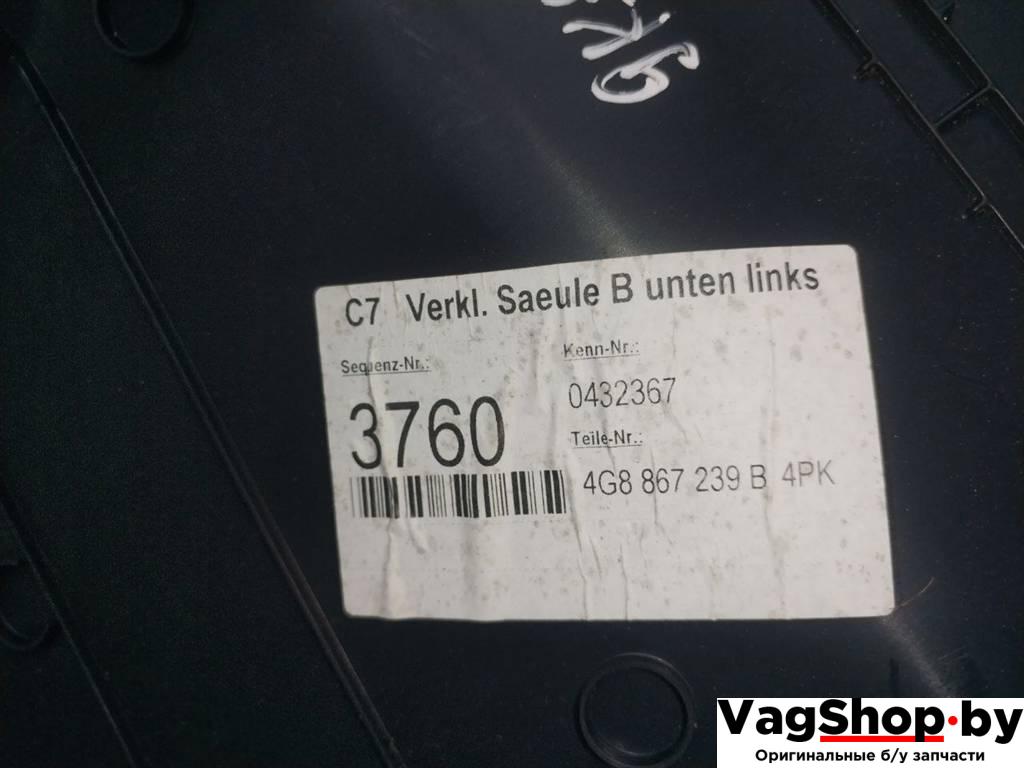 C7 Verkl. Saeule B unten links
Sequenz-Nr.:
Kenn-Nr.:
3760
0432367
Teile-Nr.:
4G8 867 239 B 4PK
VagShop.by
Оригинальные б/у запчасти